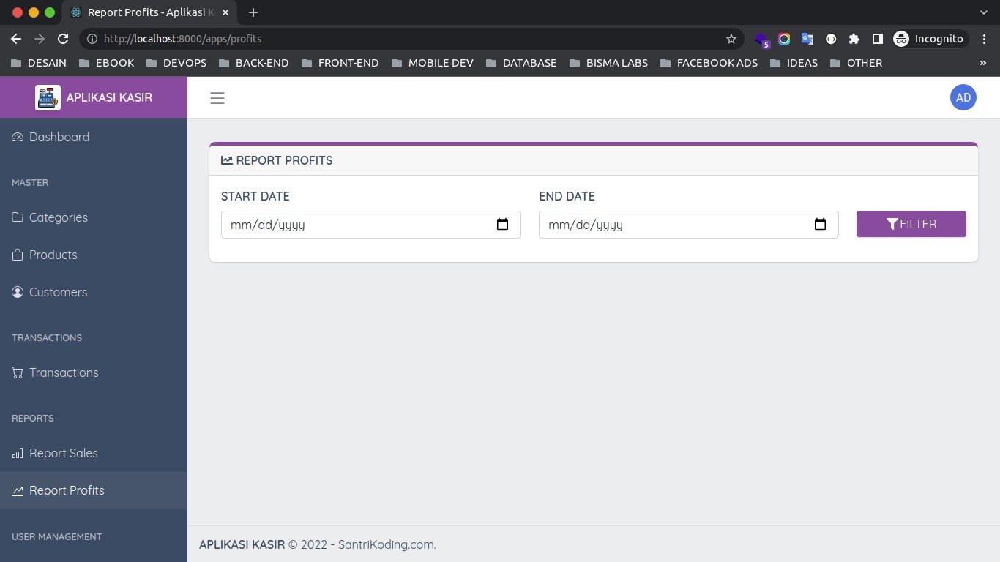 Report Profits - Aplikasi K
http://localhost:8000/apps/profits
5
Incognito
DESAIN EBOOK DEVOPS BACK-END FRONT-END MOBILE DEV DATABASE BISMA LABS FACEBOOK ADS IDEAS OTHER »
APLIKASI KASIR
AD
Dashboard
MASTER
Categories
Products
Customers
TRANSACTIONS
Transactions
REPORTS
Report Sales
Report Profits
USER MANAGEMENT
REPORT PROFITS
START DATE END DATE
mm/dd/yyyy mm/dd/yyyy FILTER
APLIKASI KASIR © 2022 - SantriKoding.com.